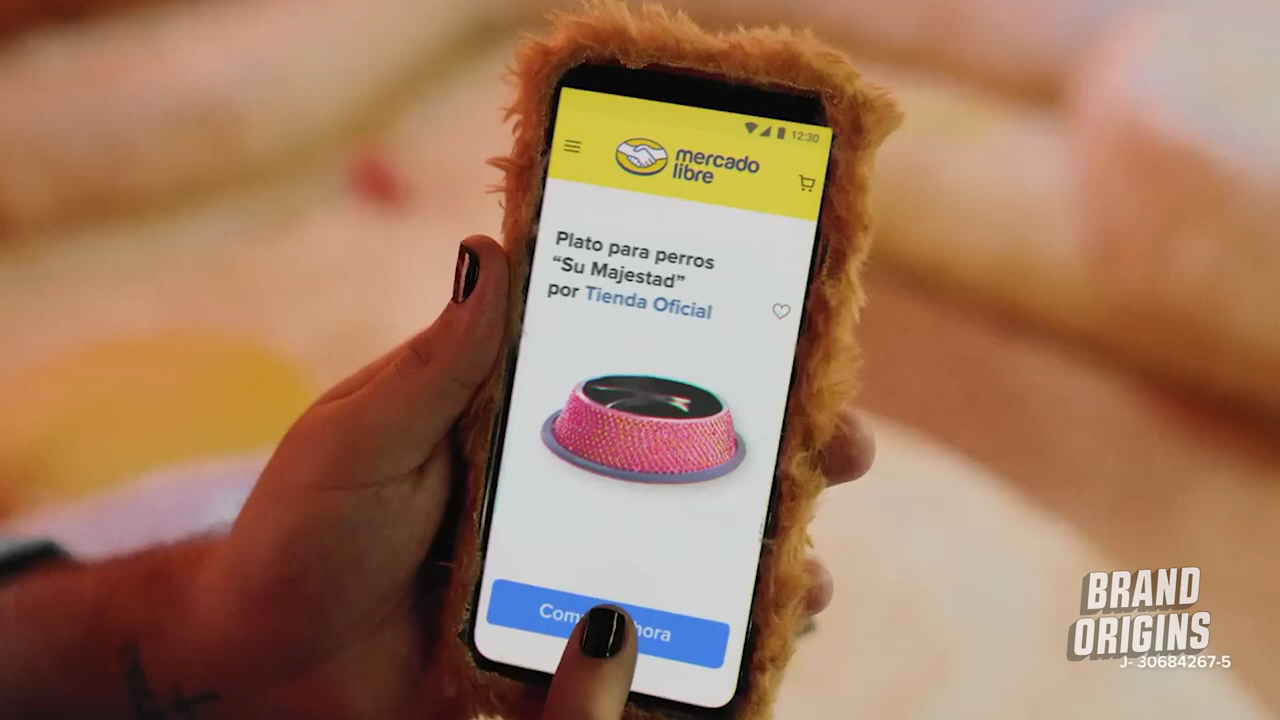 12:30
mercado
libre
Plato para perros
“Su Majestad”
por Tienda Oficial
BRAND
ORIGINS
J- 30684267-5